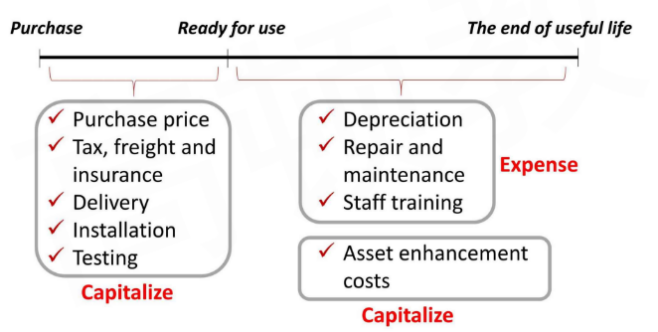 Purchase Ready for use The end of useful life
✓ Purchase price
✓ Tax, freight and
insurance
✓ Delivery
✓ Installation
✓ Testing
Capitalize
✓ Depreciation
✓ Repair and
maintenance
✓ Staff training
Expense
✓ Asset enhancement
costs
Capitalize